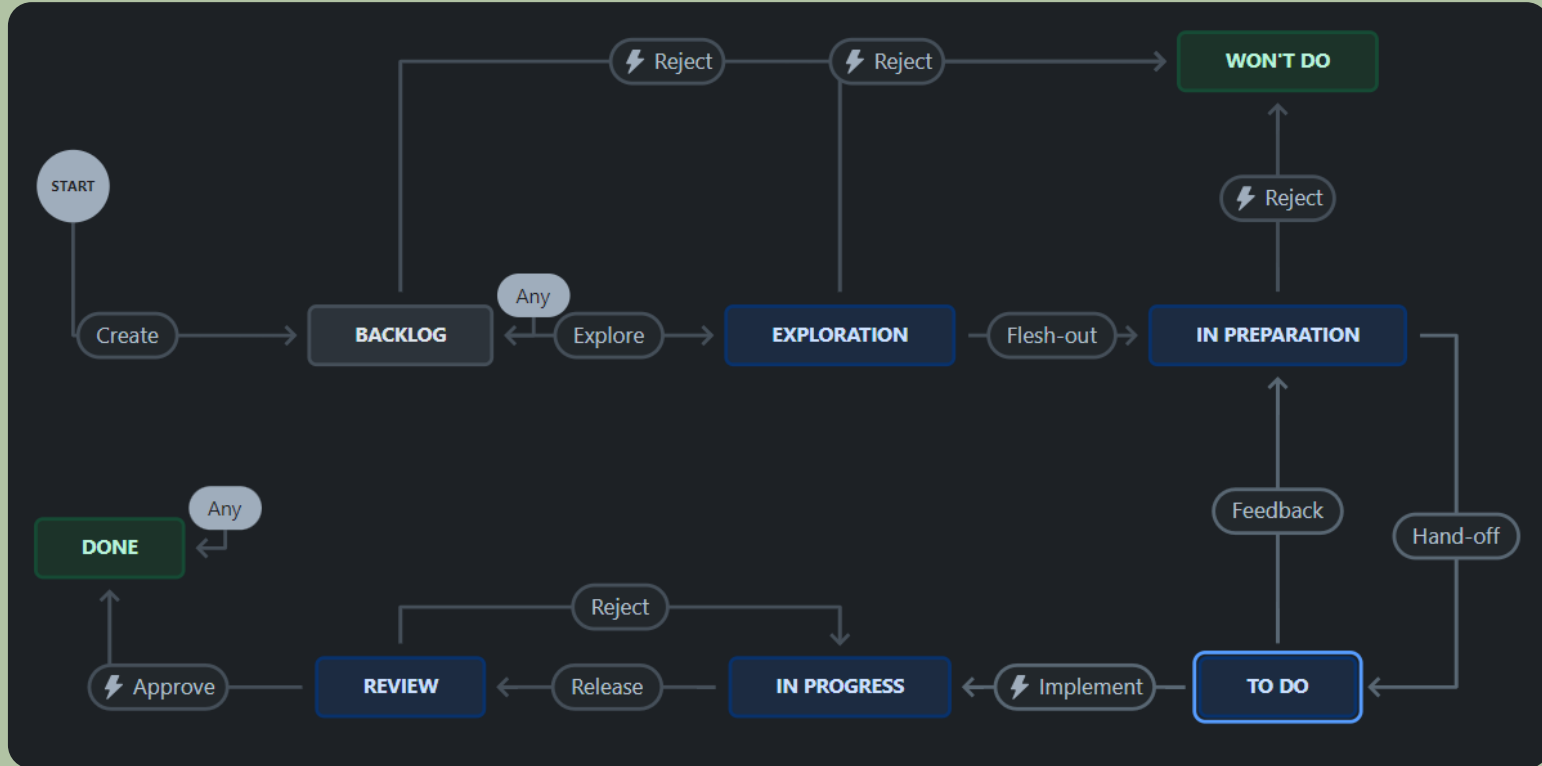 Reject
Reject
WON'T DO
START
Reject
Any
Create
BACKLOG
Explore
EXPLORATION
Flesh-out
IN PREPARATION
Any
Feedback
Hand-off
DONE
Reject
Approve
REVIEW
Release
IN PROGRESS
Implement
TO DO